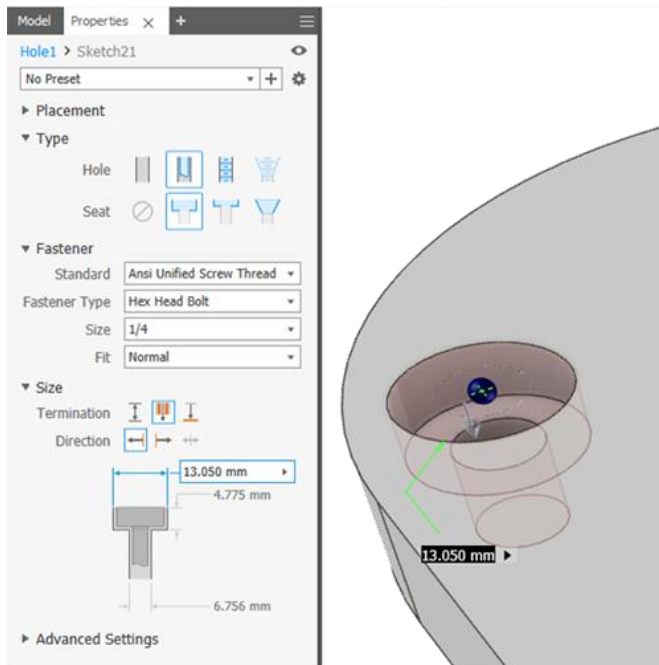 Model Properties × +
Hole1 > Sketch21
No Preset
Placement
Type
Hole
Seat
Fastener
Standard Ansi Unified Screw Thread
Fastener Type Hex Head Bolt
Size 1/4
Fit Normal
Size
Termination
Direction
13.050 mm
4.775 mm
6.756 mm
Advanced Settings
13.050 mm